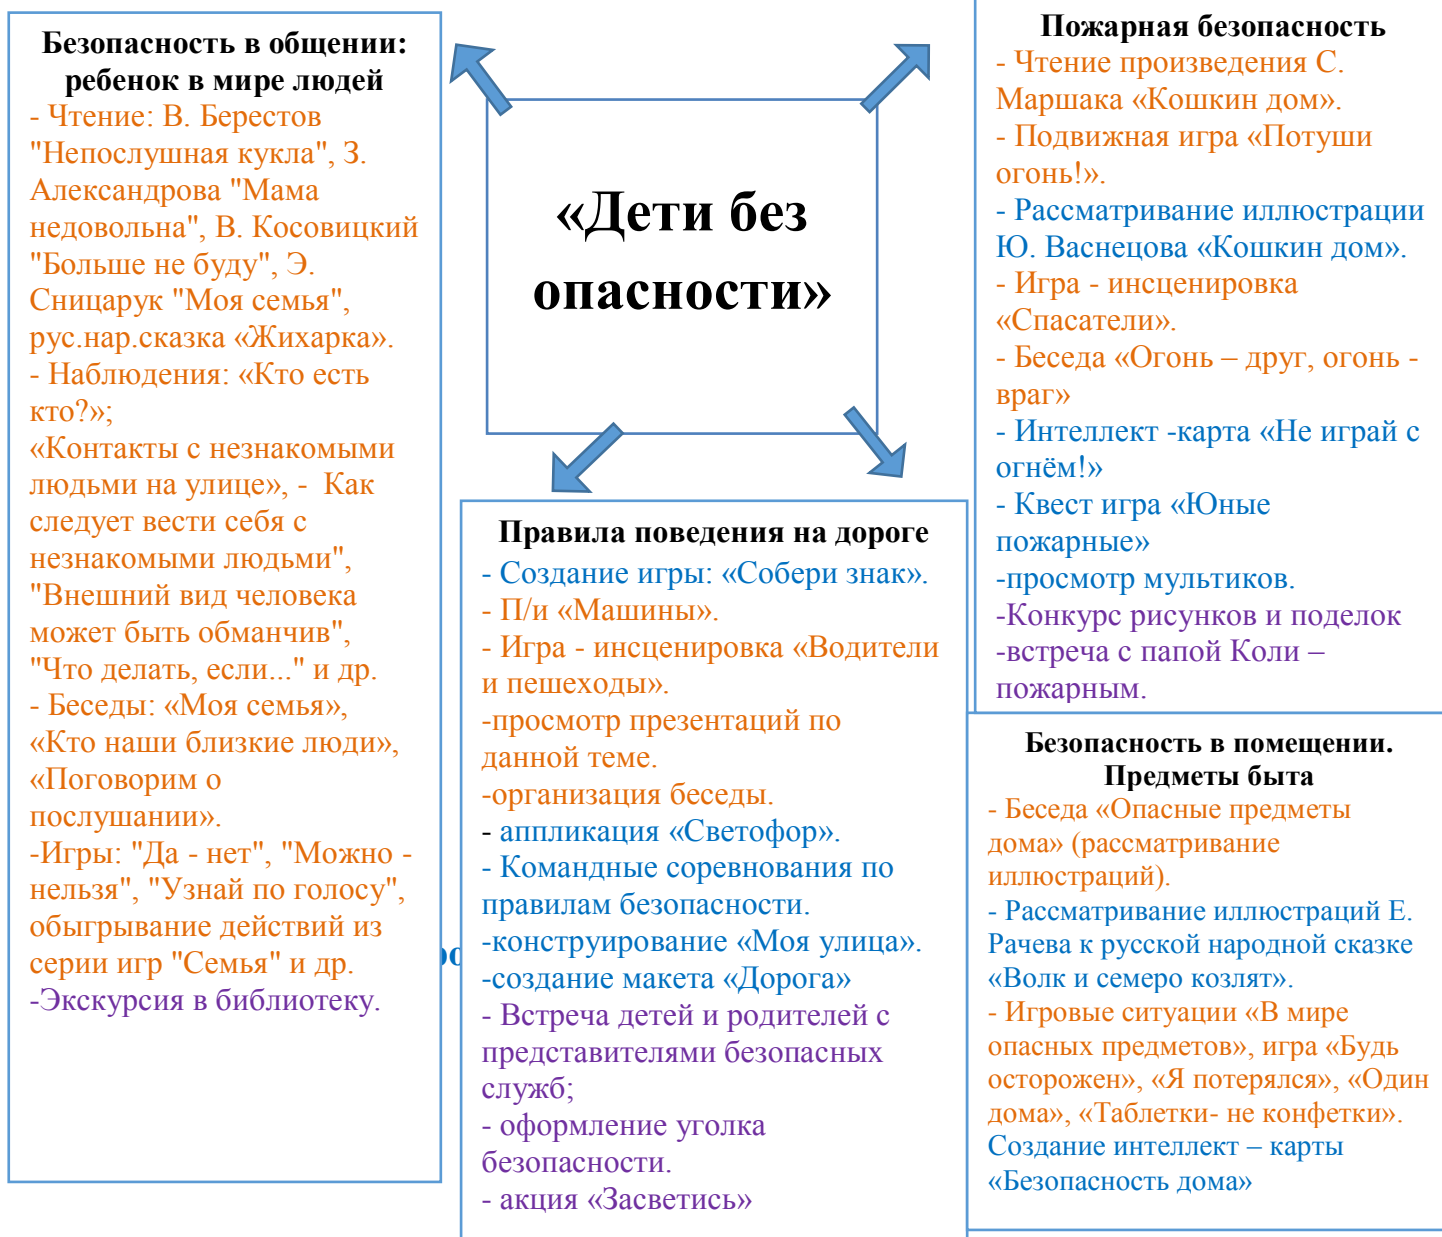 Безопасность в общении:
ребенок в мире людей
- Чтение: В. Берестов
"Непослушная кукла", З.
Александрова "Мама
недовольна", В. Косовицкий
"Больше не буду", Э.
Сницарук "Моя семья",
рус.нар.сказка «Жихарка».
- Наблюдения: «Кто есть
кто?»;
«Контакты с незнакомыми
людьми на улице», -  Как
следует вести себя с
незнакомыми людьми",
"Внешний вид человека
может быть обманчив",
"Что делать, если..." и др.
- Беседы: «Моя семья»,
«Кто наши близкие люди»,
«Поговорим о
послушании».
-Игры: "Да - нет", "Можно -
нельзя", "Узнай по голосу",
обыгрывание действий из
серии игр "Семья" и др.
-Экскурсия в библиотеку.
«Дети без
опасности»
Правила поведения на дороге
- Создание игры: «Собери знак».
- П/и «Машины».
- Игра - инсценировка «Водители
и пешеходы».
-просмотр презентаций по
данной теме.
-организация беседы.
- аппликация «Светофор».
- Командные соревнования по
правилам безопасности.
-конструирование «Моя улица».
-создание макета «Дорога»
- Встреча детей и родителей с
представителями безопасных
служб;
- оформление уголка
безопасности.
- акция «Засветись»
Пожарная безопасность
- Чтение произведения С.
Маршака «Кошкин дом».
- Подвижная игра «Потуши
огонь!».
- Рассматривание иллюстрации
Ю. Васнецова «Кошкин дом».
- Игра - инсценировка
«Спасатели».
- Беседа «Огонь – друг, огонь -
враг»
- Интеллект -карта «Не играй с
огнём!»
- Квест игра «Юные
пожарные»
-просмотр мультиков.
-Конкурс рисунков и поделок
-встреча с папой Коли –
пожарным.
Безопасность в помещении.
Предметы быта
- Беседа «Опасные предметы
дома» (рассматривание
иллюстраций).
- Рассматривание иллюстраций Е.
Рачева к русской народной сказке
«Волк и семеро козлят».
- Игровые ситуации «В мире
опасных предметов», игра «Будь
осторожен», «Я потерялся», «Один
дома», «Таблетки- не конфетки».
Создание интеллект – карты
«Безопасность дома»